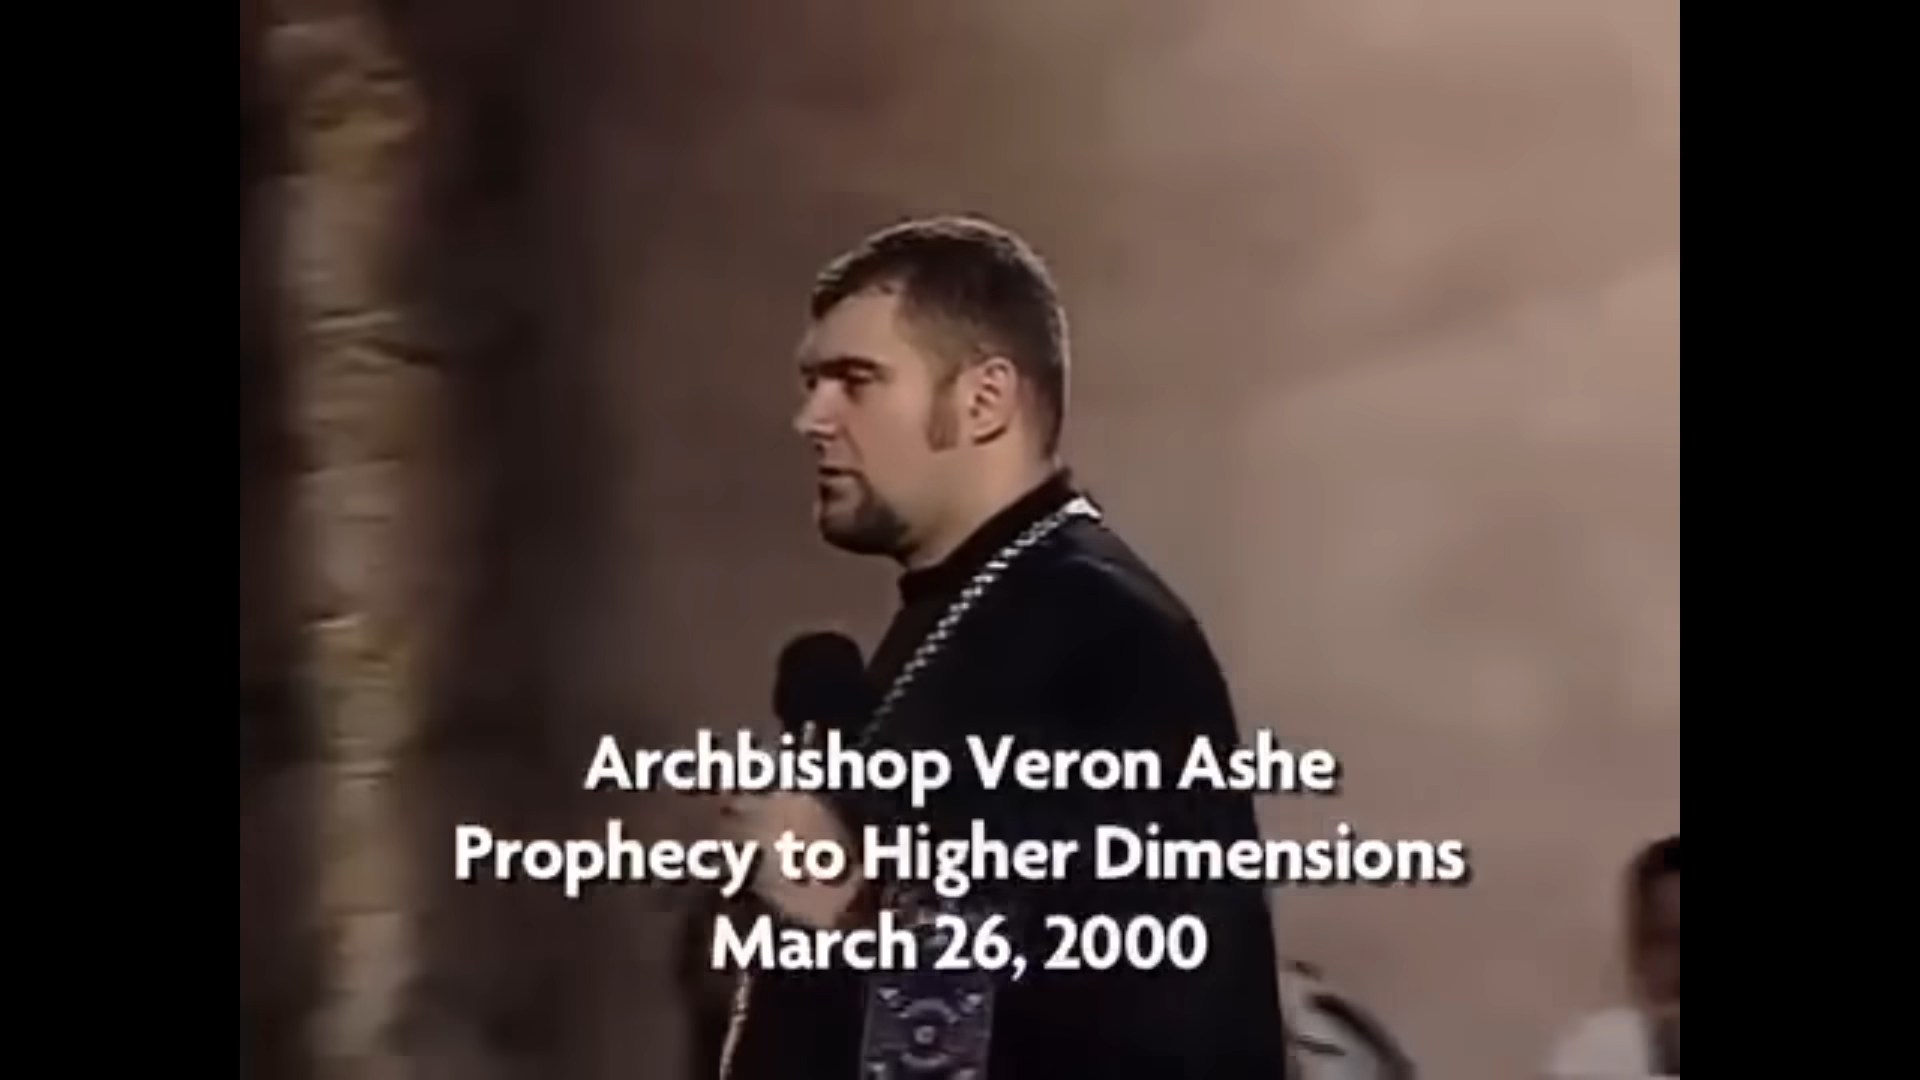 Archbishop Veron Ashe
Prophecy to Higher Dimensions
March 26, 2000